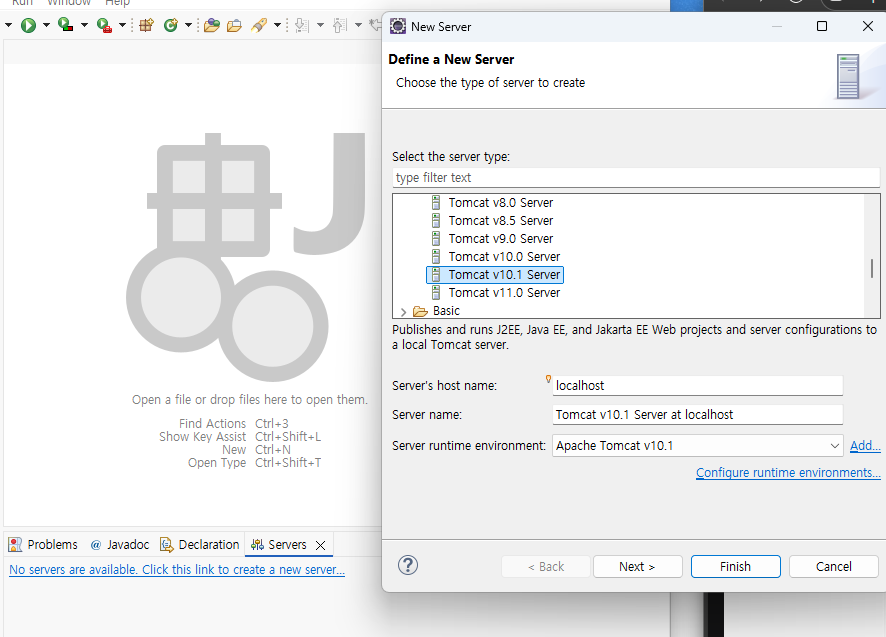 Run Window Help
New Server
Define a New Server
Choose the type of server to create
Select the server type:
type filter text
Tomcat v8.0 Server
Tomcat v8.5 Server
Tomcat v9.0 Server
Tomcat v10.0 Server
Tomcat v10.1 Server
Tomcat v11.0 Server
Basic
Publishes and runs J2EE, Java EE, and Jakarta EE Web projects and server configurations to
a local Tomcat server.
Server's host name: localhost
Server name: Tomcat v10.1 Server at localhost
Server runtime environment: Apache Tomcat v10.1 Add...
Configure runtime environments...
< Back Next > Finish Cancel
Open a file or drop files here to open them.
Find Actions Ctrl+3
Show Key Assist Ctrl+Shift+L
New Ctrl+N
Open Type Ctrl+Shift+T
Problems @ Javadoc Declaration Servers
No servers are available. Click this link to create a new server...